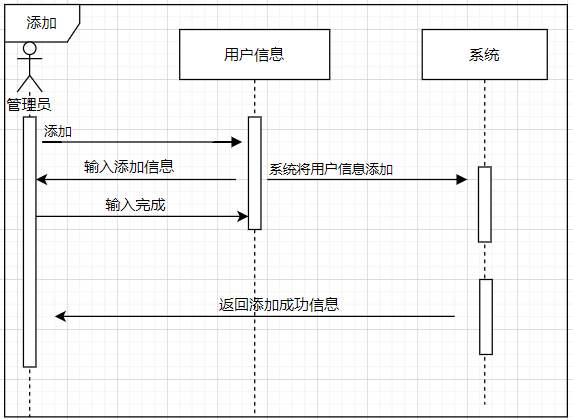 添加
用户信息
系统
管理员
添加
输入添加信息
系统将用户信息添加
输入完成
返回添加成功信息